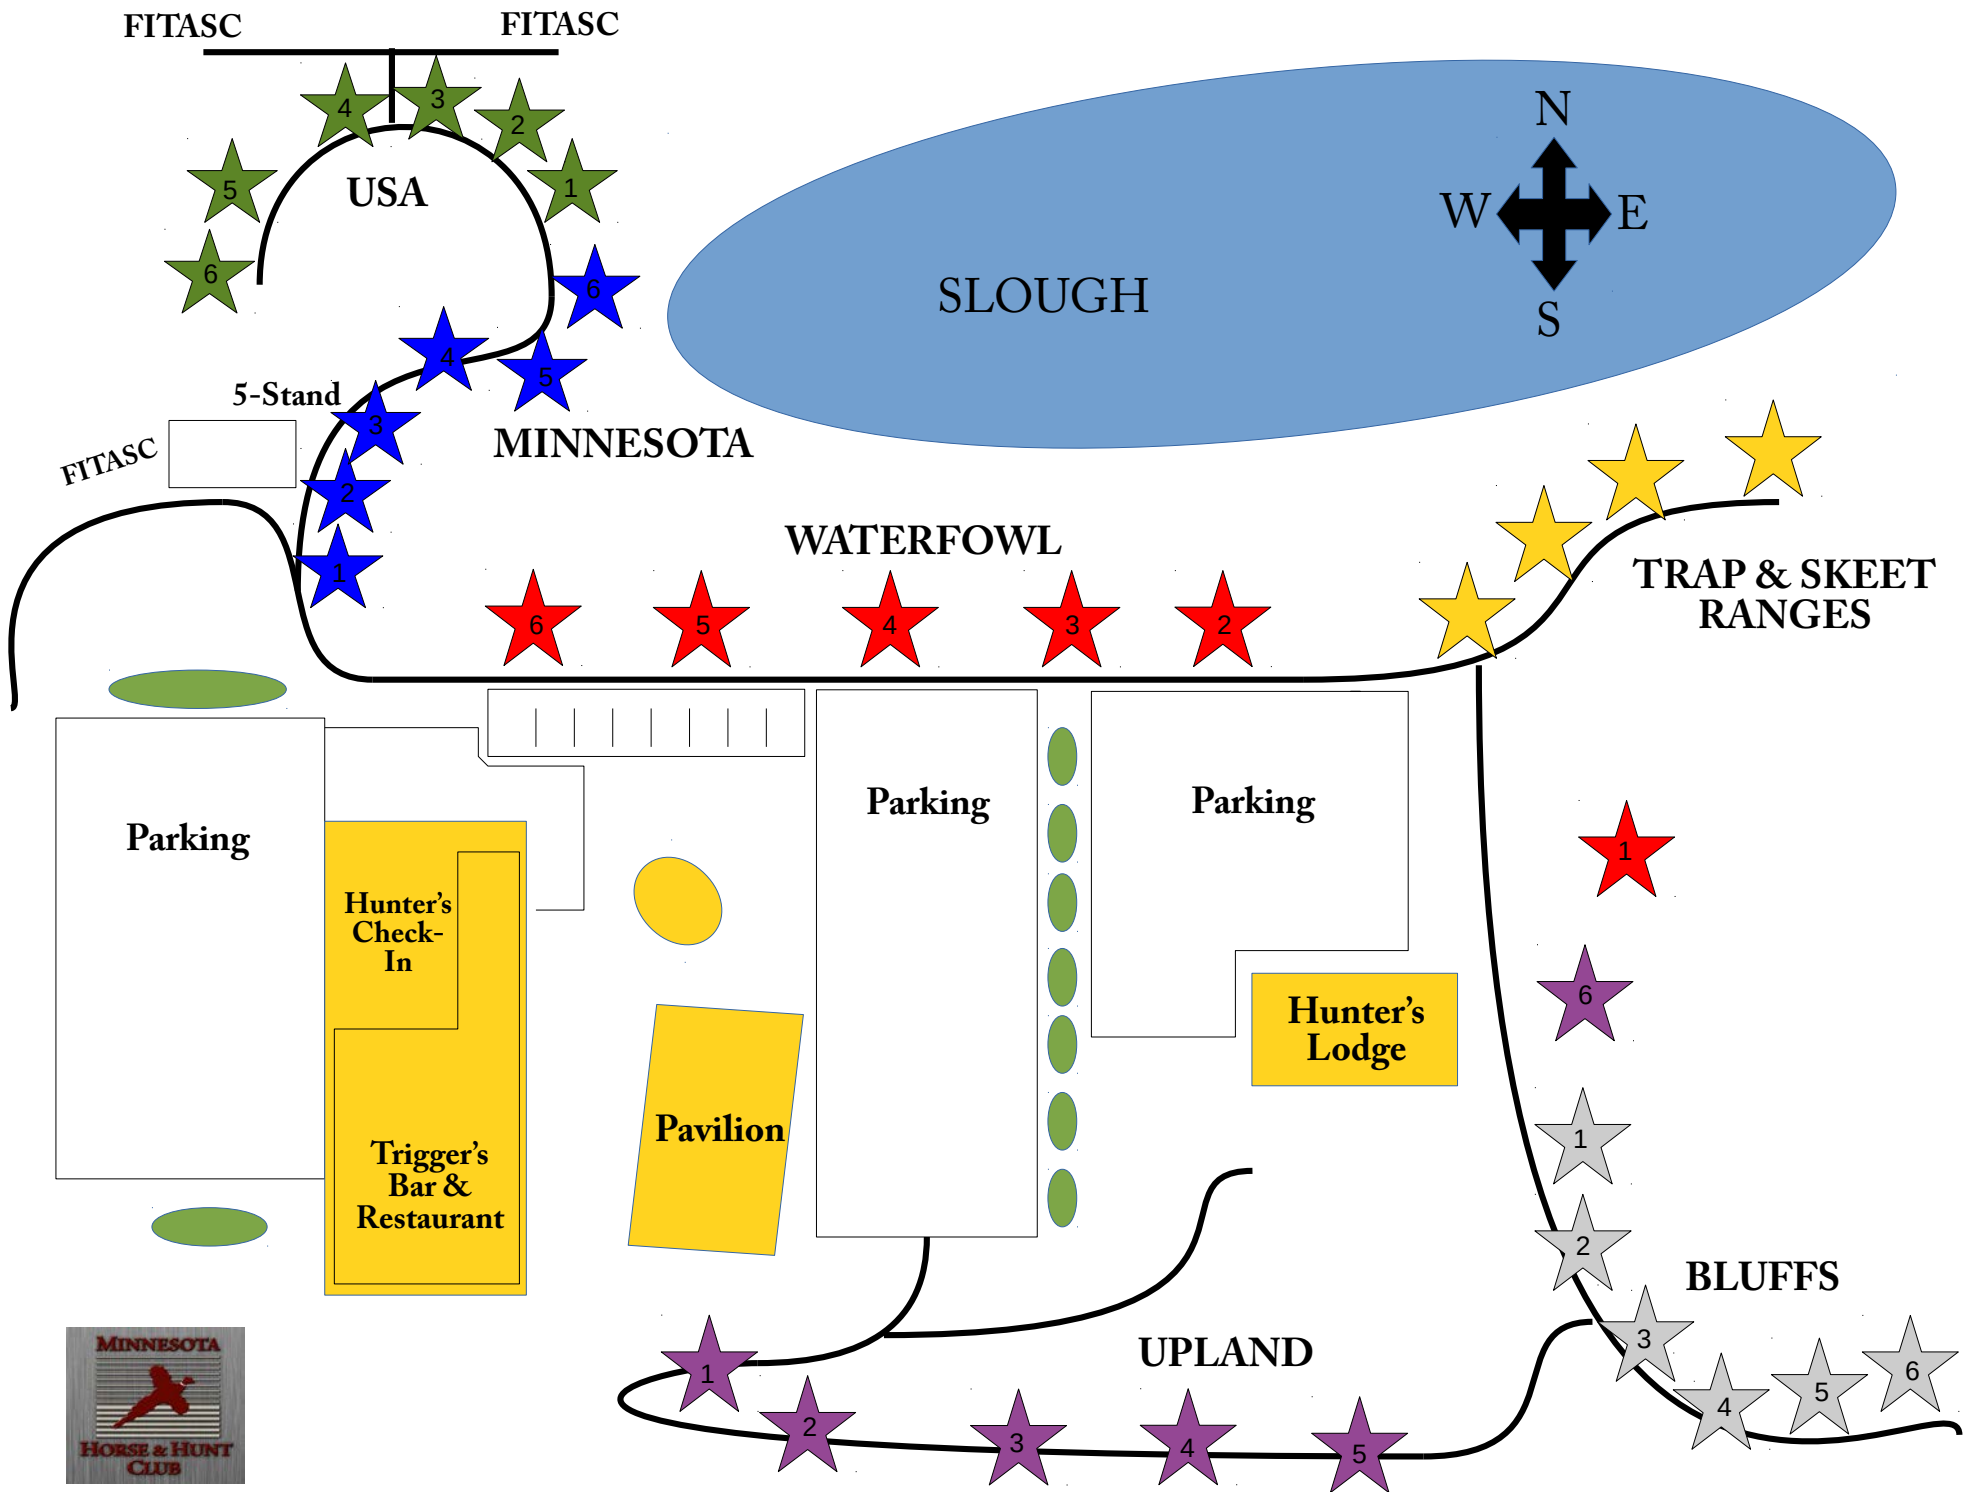 FITASC
FITASC
4
3
2
5
1
USA
6
6
N
W
E
S
SLOUGH
4
5
5-Stand
3
MINNESOTA
FITASC
2
1
WATERFOWL
TRAP & SKEET
RANGES
6
5
4
3
2
Parking
Parking
Parking
1
Hunter's
Check-
In
6
Hunter's
Lodge
Pavilion
1
Trigger's
Bar &
Restaurant
2
BLUFFS
3
UPLAND
MINNESOTA
HORSE & HUNT
CLUB
1
2
3
4
5
4
5
6